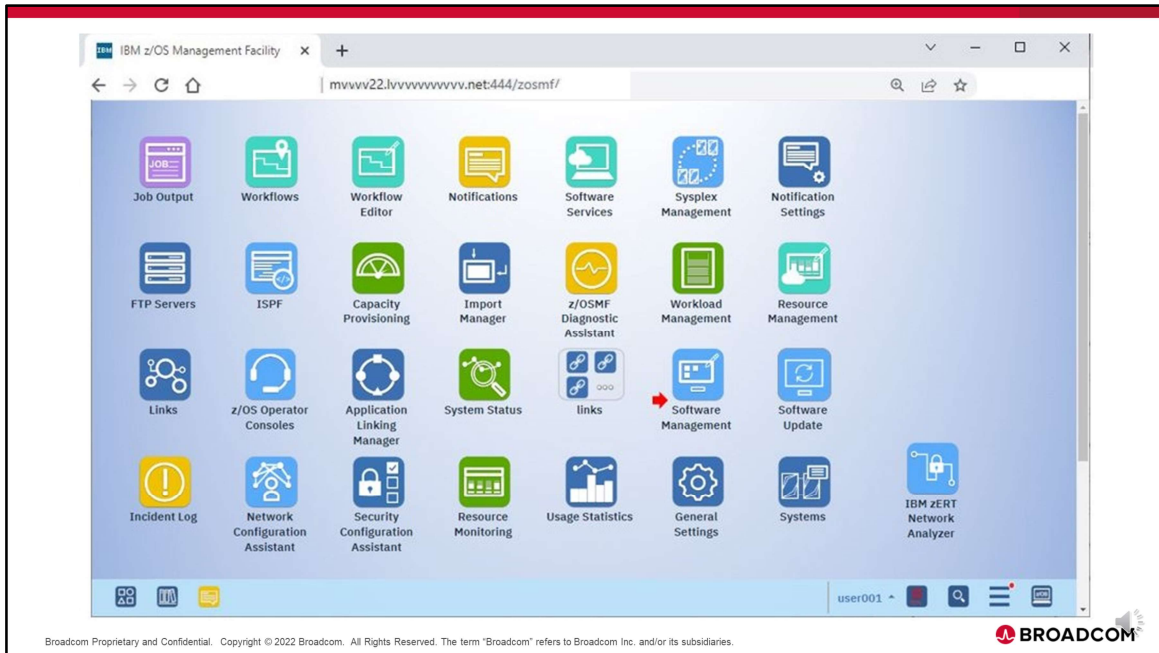 IBM z/OS Management Facility
mvvvv22.lvvvvvvvvvv.net:444/zosmf/
Job Output
Workflows
Workflow
Editor
Notifications
Software
Services
Sysplex
Management
Notification
Settings
FTP Servers
ISPF
Capacity
Provisioning
Import
Manager
z/OSMF
Diagnostic
Assistant
Workload
Management
Resource
Management
Links
z/OS Operator
Consoles
Application
Linking
Manager
System Status
links
Software
Management
Software
Update
Incident Log
Network
Configuration
Assistant
Security
Configuration
Assistant
Resource
Monitoring
Usage Statistics
General
Settings
Systems
IBM zERT
Network
Analyzer
user001
Broadcom Proprietary and Confidential. Copyright © 2022 Broadcom. All Rights Reserved. The term “Broadcom” refers to Broadcom Inc. and/or its subsidiaries.
BROADCOM